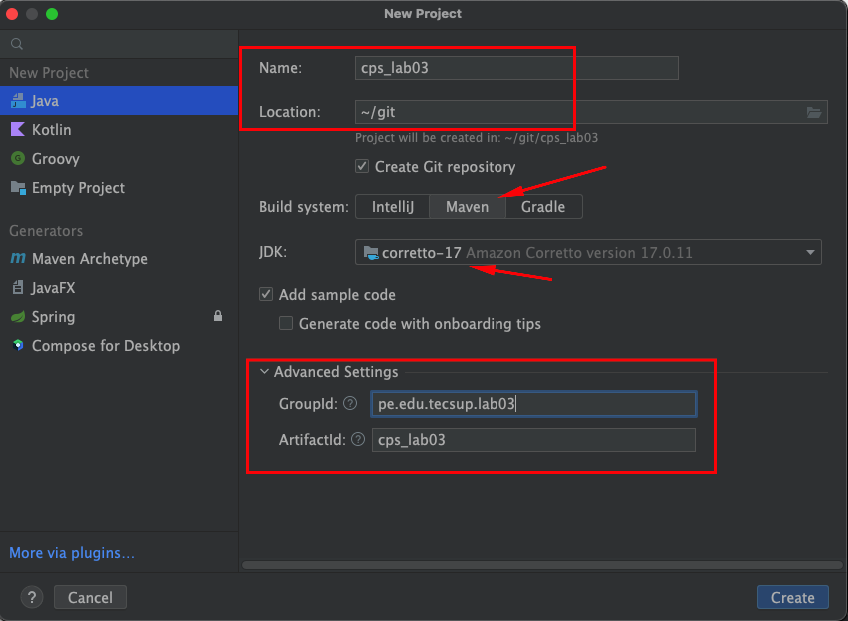 New Project
New Project
Java
Kotlin
Groovy
Empty Project
Generators
Maven Archetype
JavaFX
Spring
Compose for Desktop
More via plugins...
Name: cps_lab03
Location: ~/git
Project will be created in: ~/git/cps_lab03
Create Git repository
Build system: IntelliJ Maven Gradle
JDK: corretto-17 Amazon Corretto version 17.0.11
Add sample code
Generate code with onboarding tips
Advanced Settings
GroupId: ? pe.edu.tecsup.lab03
ArtifactId: ? cps_lab03
? Cancel Create